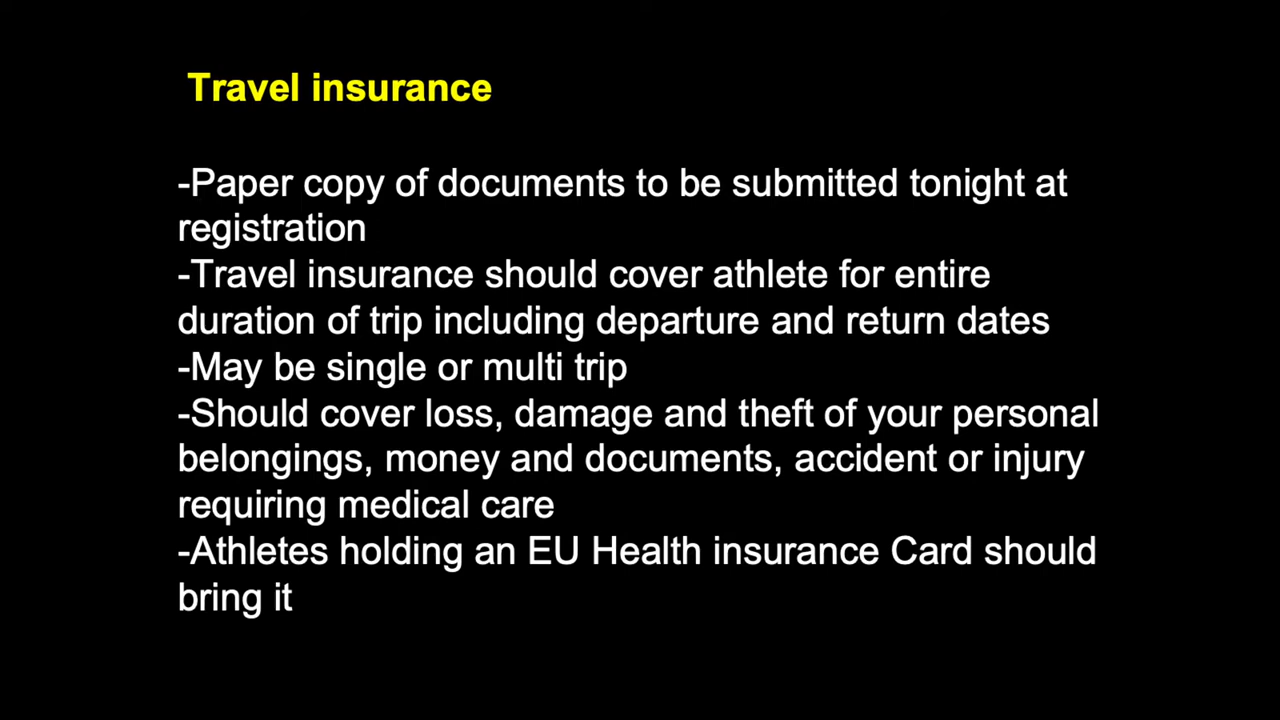 Travel insurance
-Paper copy of documents to be submitted tonight at
registration
-Travel insurance should cover athlete for entire
duration of trip including departure and return dates
-May be single or multi trip
-Should cover loss, damage and theft of your personal
belongings, money and documents, accident or injury
requiring medical care
-Athletes holding an EU Health insurance Card should
bring it